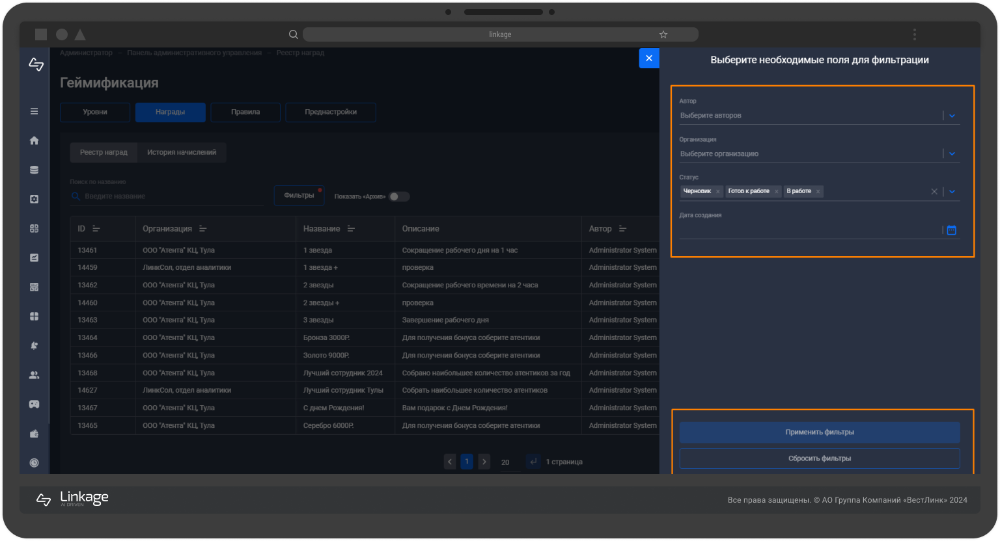 linkage
Администратор – Панель административного управления – Реестр наград
Выберите необходимые поля для фильтрации
Геймификация
Уровни Награды Правила Преднастройки
Реестр наград История начислений
Поиск по названию
Введите название Фильтры Показать «Архив»
ID Организация Название Описание Автор
13461 ООО "Атента" КЦ, Тула 1 звезда Сокращение рабочего дня на 1 час Administrator System
14459 ЛинкСол, отдел аналитики 1 звезда + проверка Administrator System
13462 ООО "Атента" КЦ, Тула 2 звезды Сокращение рабочего времени на 2 часа Administrator System
14460 ООО "Атента" КЦ, Тула 2 звезды + проверка Administrator System
13463 ООО "Атента" КЦ, Тула 3 звезды Завершение рабочего дня Administrator System
13464 ООО "Атента" КЦ, Тула Бронза 3000Р. Для получения бонуса соберите атентики Administrator System
13466 ООО "Атента" КЦ, Тула Золото 9000Р. Для получения бонуса соберите атентики Administrator System
13468 ООО "Атента" КЦ, Тула Лучший сотрудник 2024 Собрано наибольшее количество атентиков за год Administrator System
14627 ЛинкСол, отдел аналитики Лучший сотрудник Тулы Собрать наибольшее количество атентиков Administrator System
13467 ООО "Атента" КЦ, Тула С днем Рождения! Вам подарок с Днем Рождения! Administrator System
13465 ООО "Атента" КЦ, Тула Серебро 6000Р. Для получения бонуса соберите атентики Administrator System
1 20 1 страница
Автор
Выберите авторов
Организация
Выберите организацию
Статус
Черновик × Готов к работе × В работе ×
Дата создания
Применить фильтры
Сбросить фильтры
Linkage
AI DRIVEN
Все права защищены. © АО Группа Компаний «ВестЛинк» 2024